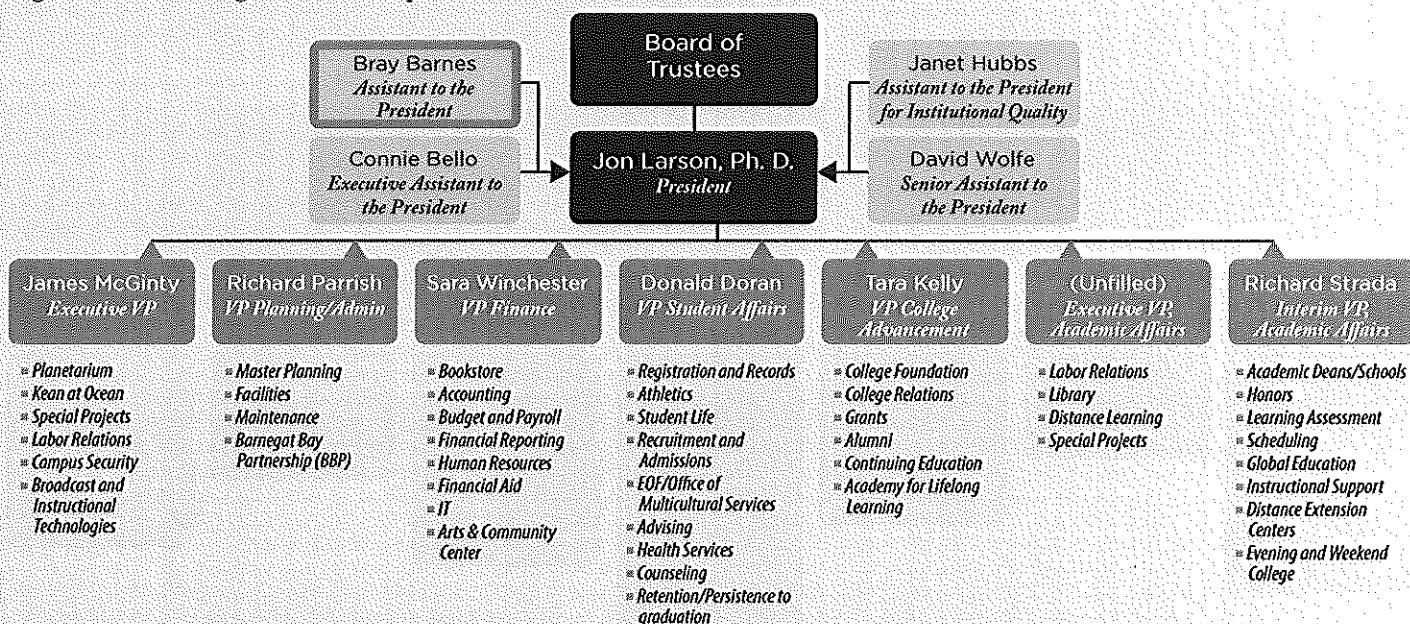 Board of
Trustees
Bray Barnes
Assistant to the
President
Janet Hubbs
Assistant to the President
for Institutional Quality
Connie Bello
Executive Assistant to
the President
Jon Larson, Ph. D.
President
David Wolfe
Senior Assistant to
the President
James McGinty
Executive VP
Planetarium
Kean at Ocean
Special Projects
Labor Relations
Campus Security
Broadcast and
Instructional
Technologies
Richard Parrish
VP Planning/Admin
Master Planning
Facilities
Maintenance
Barnegat Bay
Partnership (BBP)
Sara Winchester
VP Finance
Bookstore
Accounting
Budget and Payroll
Financial Reporting
Human Resources
Financial Aid
IT
Arts & Community
Center
Donald Doran
VP Student Affairs
Registration and Records
Athletics
Student Life
Recruitment and
Admissions
EOF/Office of
Multicultural Services
Advising
Health Services
Counseling
Retention/Persistence to
graduation
Tara Kelly
VP College
Advancement
College Foundation
College Relations
Grants
Alumni
Continuing Education
Academy for Lifelong
Learning
(Unfilled)
Executive VP,
Academic Affairs
Labor Relations
Library
Distance Learning
Special Projects
Richard Strada
Interim VP,
Academic Affairs
Academic Deans/Schools
Honors
Learning Assessment
Scheduling
Global Education
Instructional Support
Distance Extension
Centers
Evening and Weekend
College